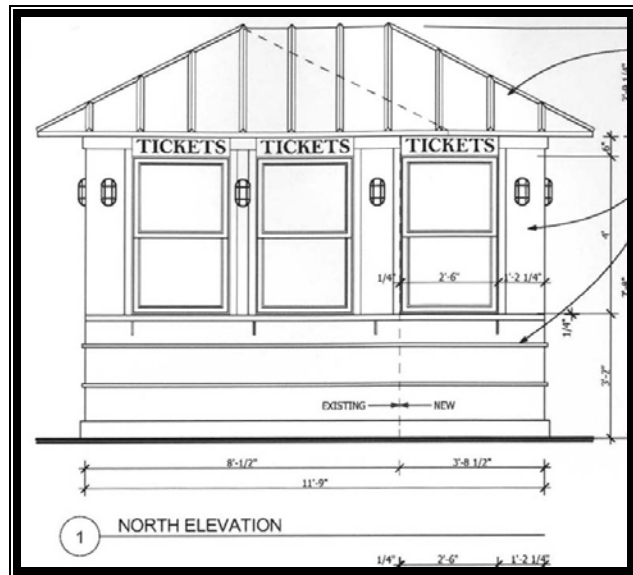 TICKETS TICKETS TICKETS
6"
4'
1/4" 2'-6" 1'-2 1/4"
1/4"
3'-2"
EXISTING NEW
8'-1/2" 3'-8 1/2"
11'-9"
1 NORTH ELEVATION
1/4" 2'-6" 1'-2 1/4"